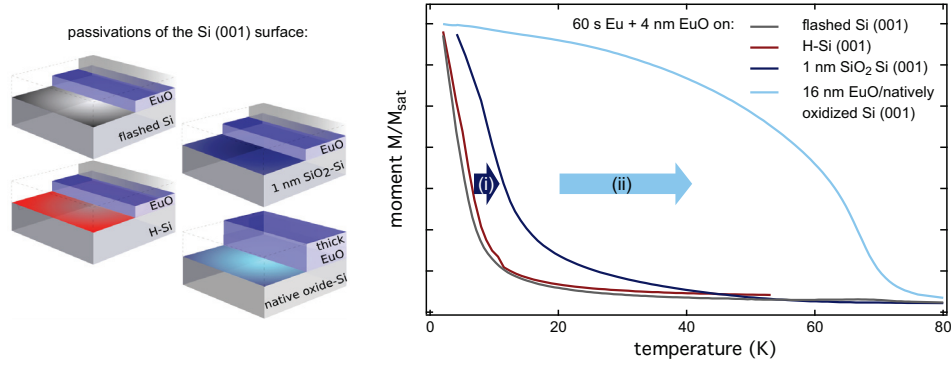 passivations of the Si (001) surface:
EuO
flashed Si
EuO
1 nm SiO₂-Si
EuO
H-Si
thick
EuO
native oxide-Si
60 s Eu + 4 nm EuO on:
flashed Si (001)
H-Si (001)
1 nm SiO₂ Si (001)
16 nm EuO/natively
oxidized Si (001)
(i)
(ii)
moment M/Mₛₐₜ
0
20
40
60
80
temperature (K)